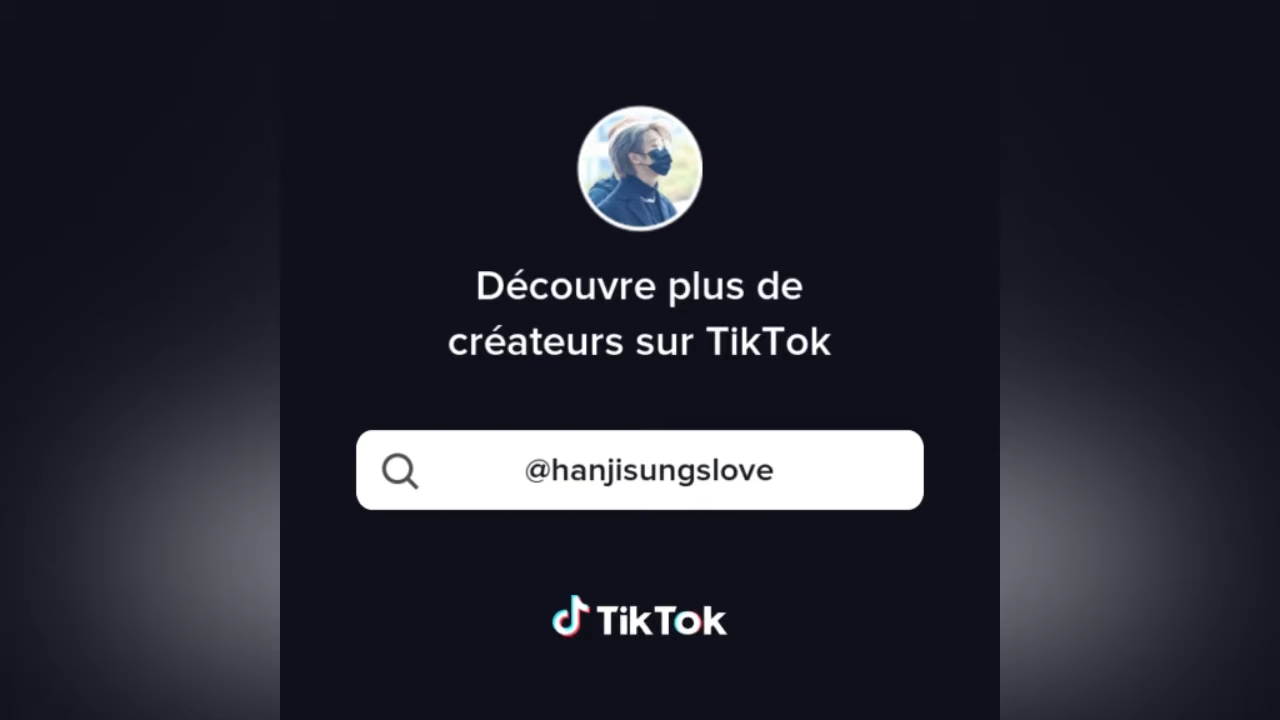 Découvre plus de
créateurs sur TikTok
@hanjisungslove
TikTok